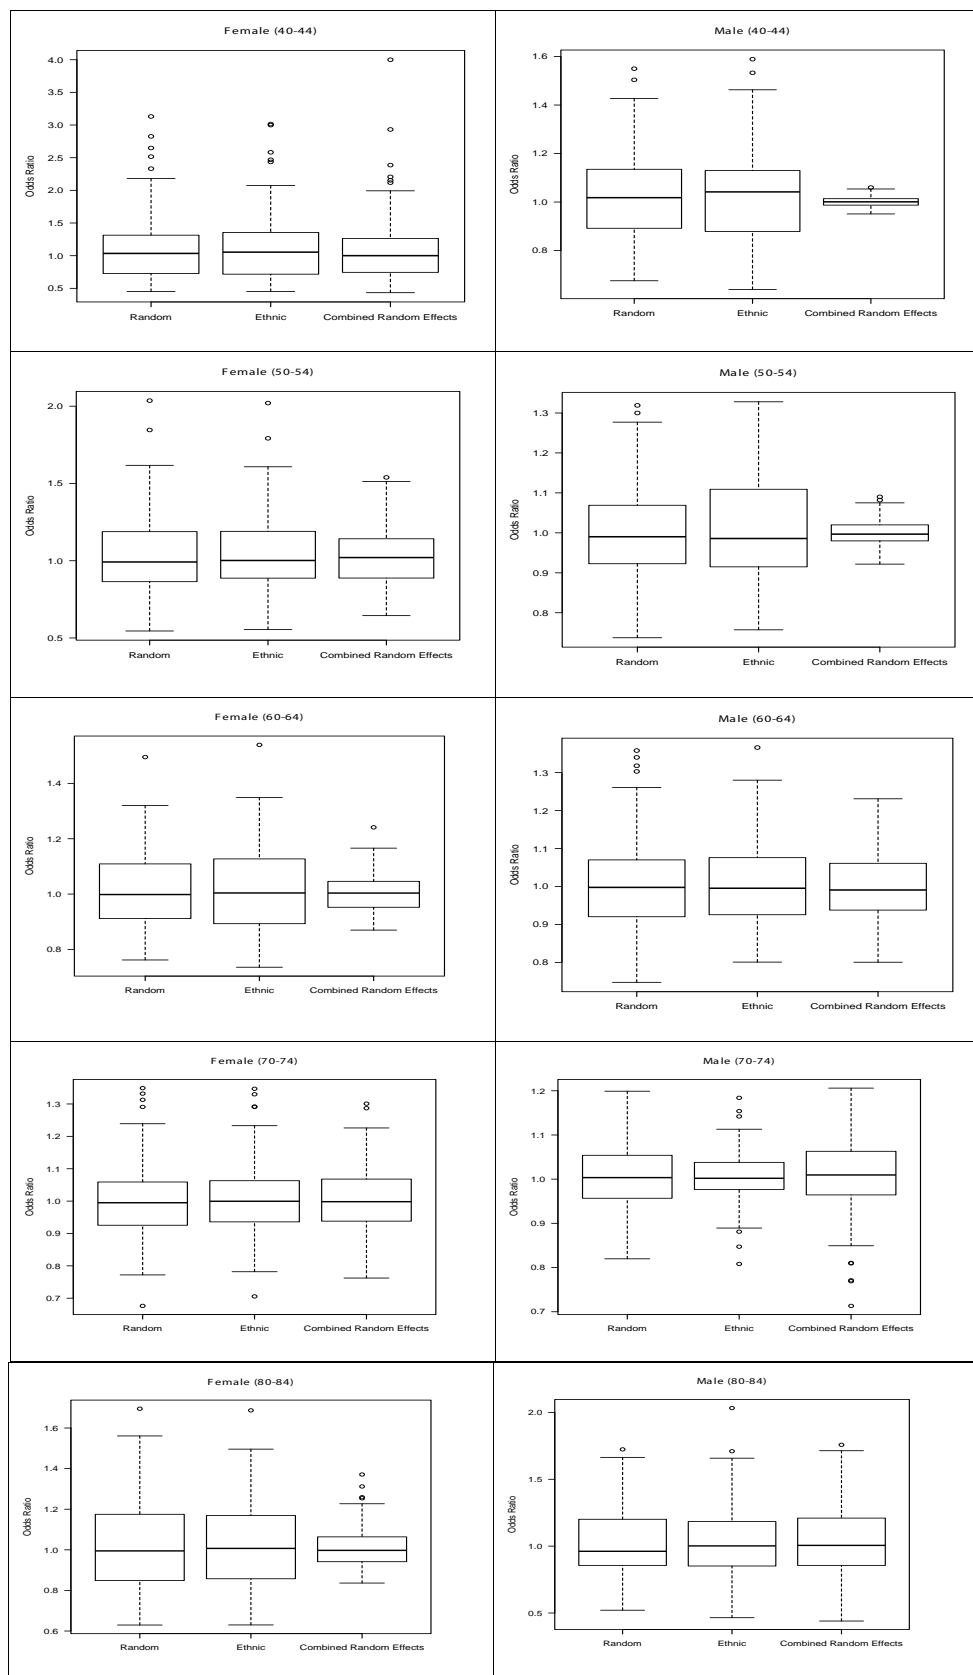 Female (40-44)
Odds Ratio
4.0
3.5
3.0
2.5
2.0
1.5
1.0
0.5
Random Ethnic Combined Random Effects
Male (40-44)
Odds Ratio
1.6
1.4
1.2
1.0
0.8
Random Ethnic Combined Random Effects
Female (50-54)
Odds Ratio
2.0
1.5
1.0
0.5
Random Ethnic Combined Random Effects
Male (50-54)
Odds Ratio
1.3
1.2
1.1
1.0
0.9
0.8
Random Ethnic Combined Random Effects
Female (60-64)
Odds Ratio
1.4
1.2
1.0
0.8
Random Ethnic Combined Random Effects
Male (60-64)
Odds Ratio
1.3
1.2
1.1
1.0
0.9
0.8
Random Ethnic Combined Random Effects
Female (70-74)
Odds Ratio
1.3
1.2
1.1
1.0
0.9
0.8
0.7
Random Ethnic Combined Random Effects
Male (70-74)
Odds Ratio
1.2
1.1
1.0
0.9
0.8
0.7
Random Ethnic Combined Random Effects
Female (80-84)
Odds Ratio
1.6
1.4
1.2
1.0
0.8
0.6
Random Ethnic Combined Random Effects
Male (80-84)
Odds Ratio
2.0
1.5
1.0
0.5
Random Ethnic Combined Random Effects